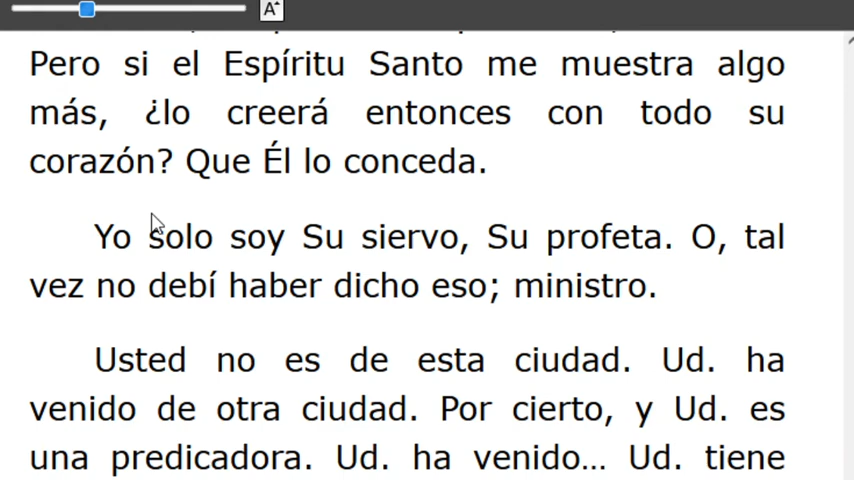 A
Pero si el Espíritu Santo me muestra algo
más, ¿lo creerá entonces con todo su
corazón? Que Él lo conceda.
Yo solo soy Su siervo, Su profeta. O, tal
vez no debí haber dicho eso; ministro.
Usted no es de esta ciudad. Ud. ha
venido de otra ciudad. Por cierto, y Ud. es
una predicadora. Ud. ha venido... Ud. tiene